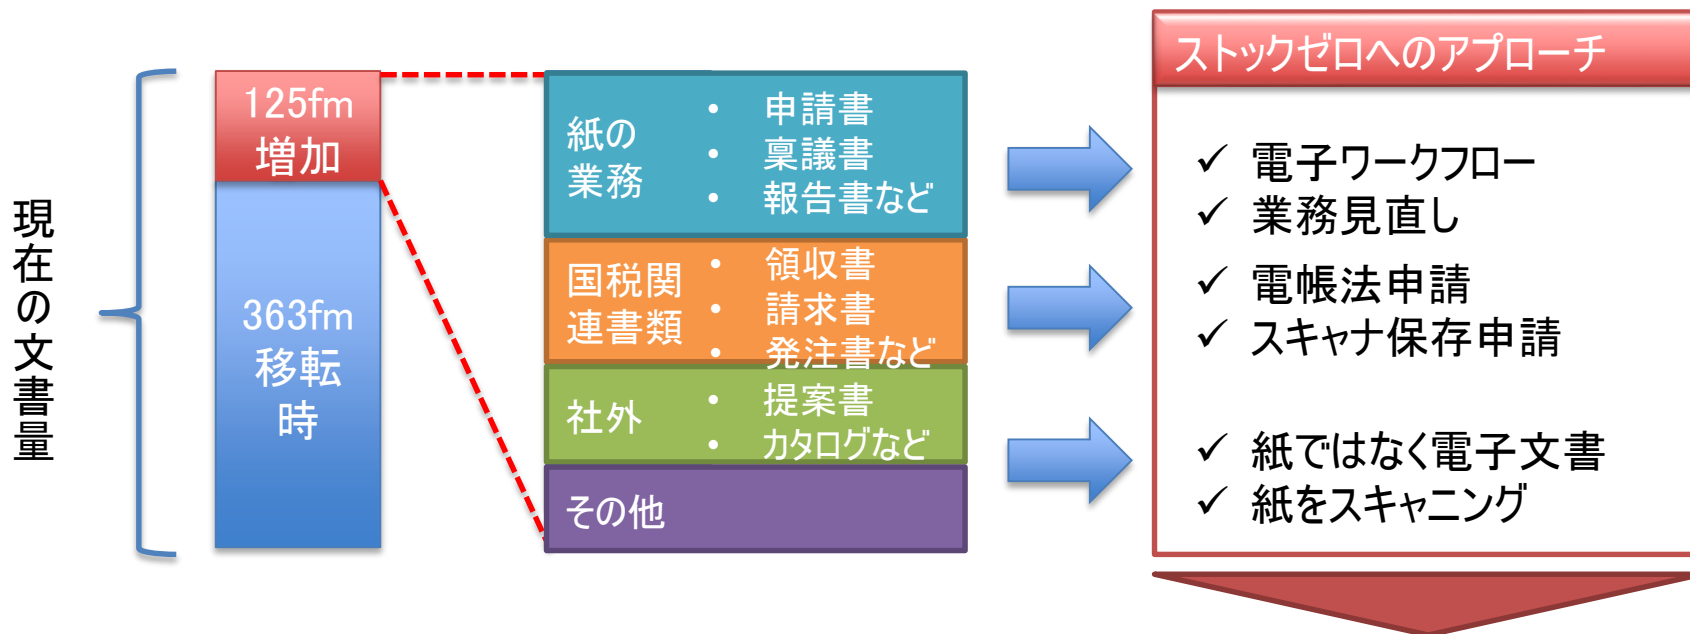 現在の文書量
125fm
増加
363fm
移転
時
紙の
業務
• 申請書
• 稟議書
• 報告書など
国税関
連書類
• 領収書
• 請求書
• 発注書など
社外
• 提案書
• カタログなど
その他
ストックゼロへのアプローチ
✓ 電子ワークフロー
✓ 業務見直し
✓ 電帳法申請
✓ スキャナ保存申請
✓ 紙ではなく電子文書
✓ 紙をスキャニング